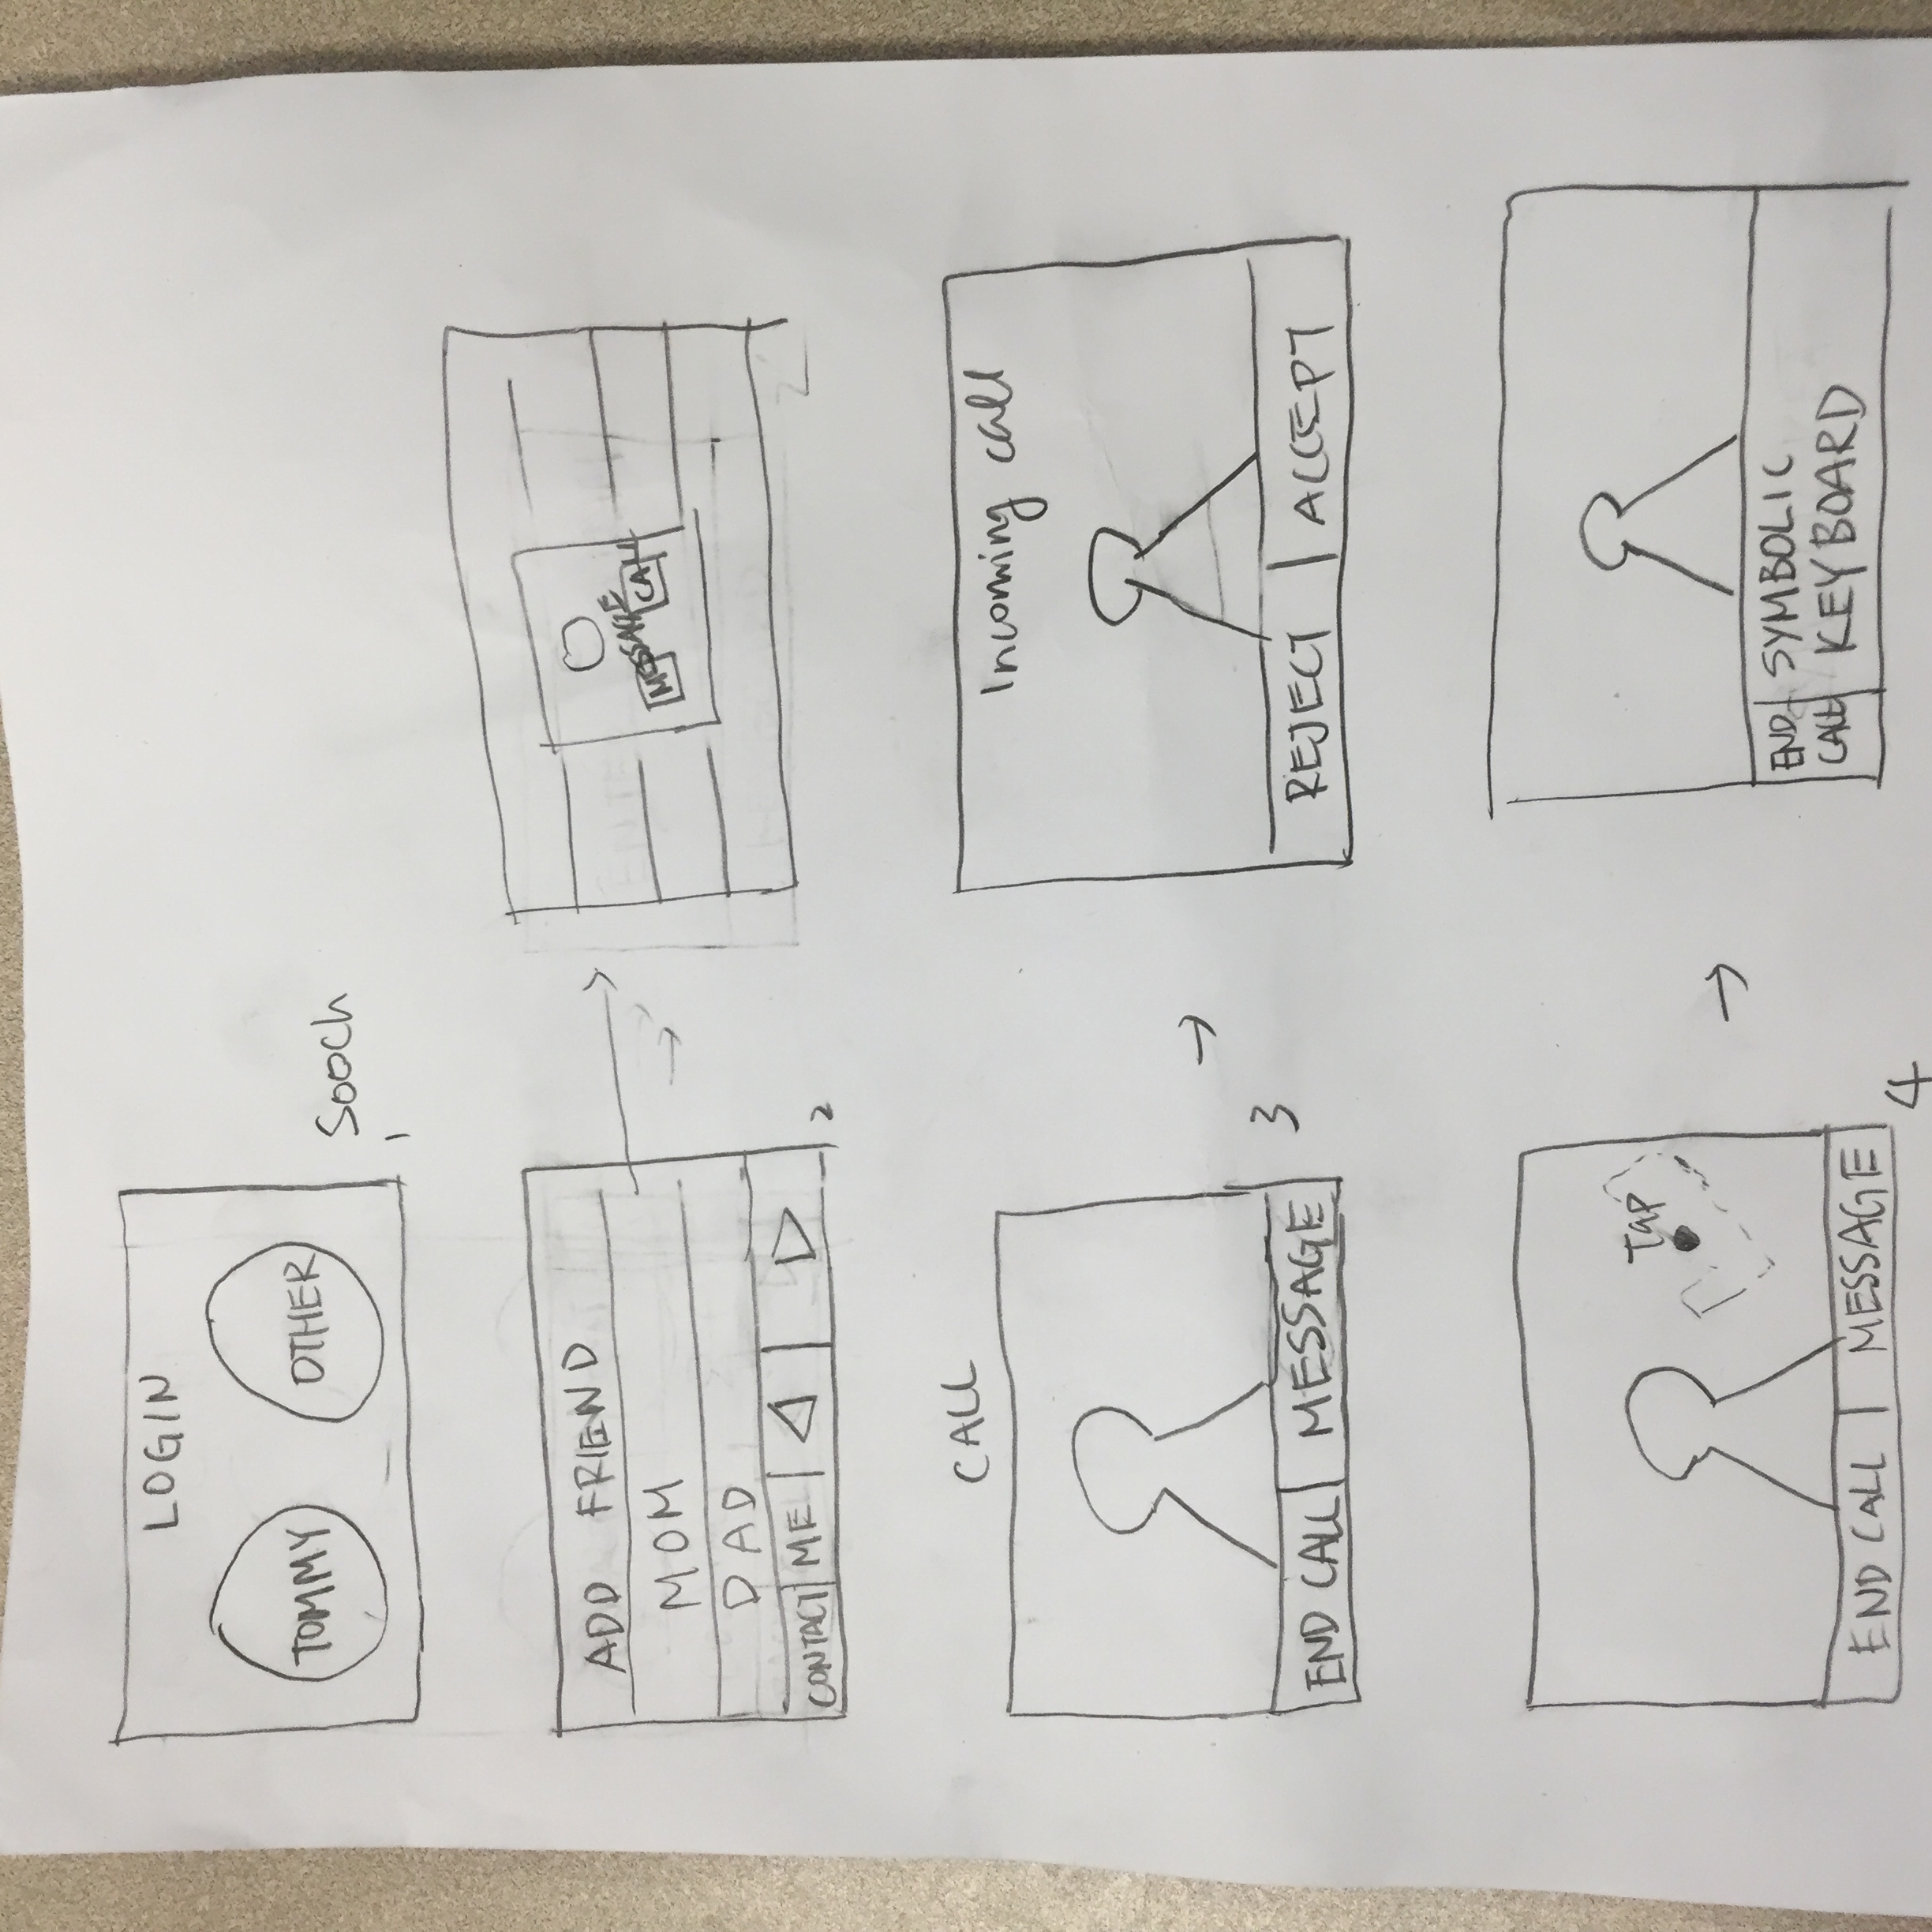 LOGIN
TOMMY OTHER
Sooch
1
ADD FRIEND
MOM
DAD
CONTACT ME
2
MESSAGE CALL
2'
CALL
END CALL MESSAGE
3
Incoming call
REJECT ACCEPT
Tap
END CALL MESSAGE
4
END SYMBOLIC
CALL KEYBOARD